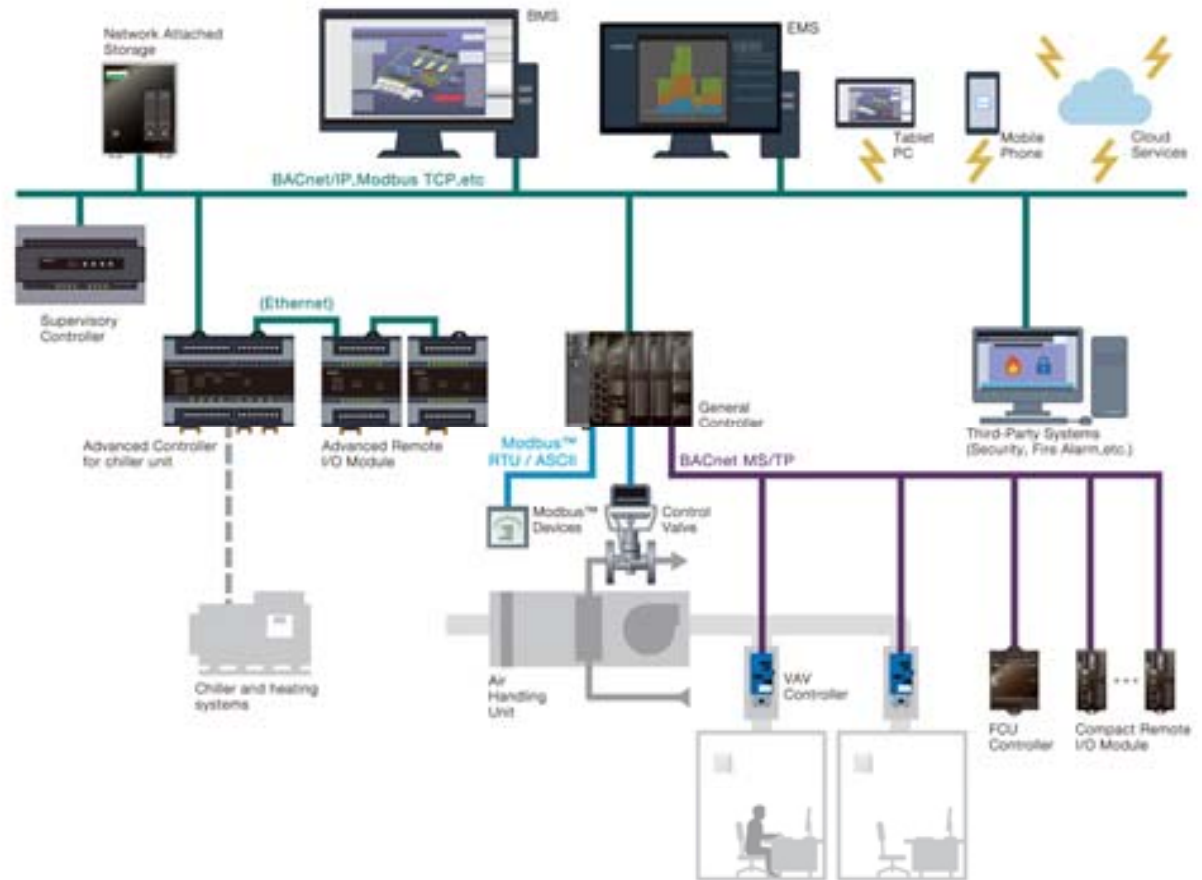 BMS
EMS
Network Attached
Storage
Tablet
PC
Mobile
Phone
Cloud
Services
BACnet/IP,Modbus TCP,etc
(Ethernet)
Supervisory
Controller
General
Controller
Advanced Controller
for chiller unit
Advanced Remote
I/O Module
Third-Party Systems
(Security, Fire Alarm,etc.)
Modbus™
RTU / ASCII
BACnet MS/TP
Modbus™
Devices
Control
Valve
Chiller and heating
systems
Air
Handling
Unit
VAV
Controller
FCU
Controller
Compact Remote
I/O Module